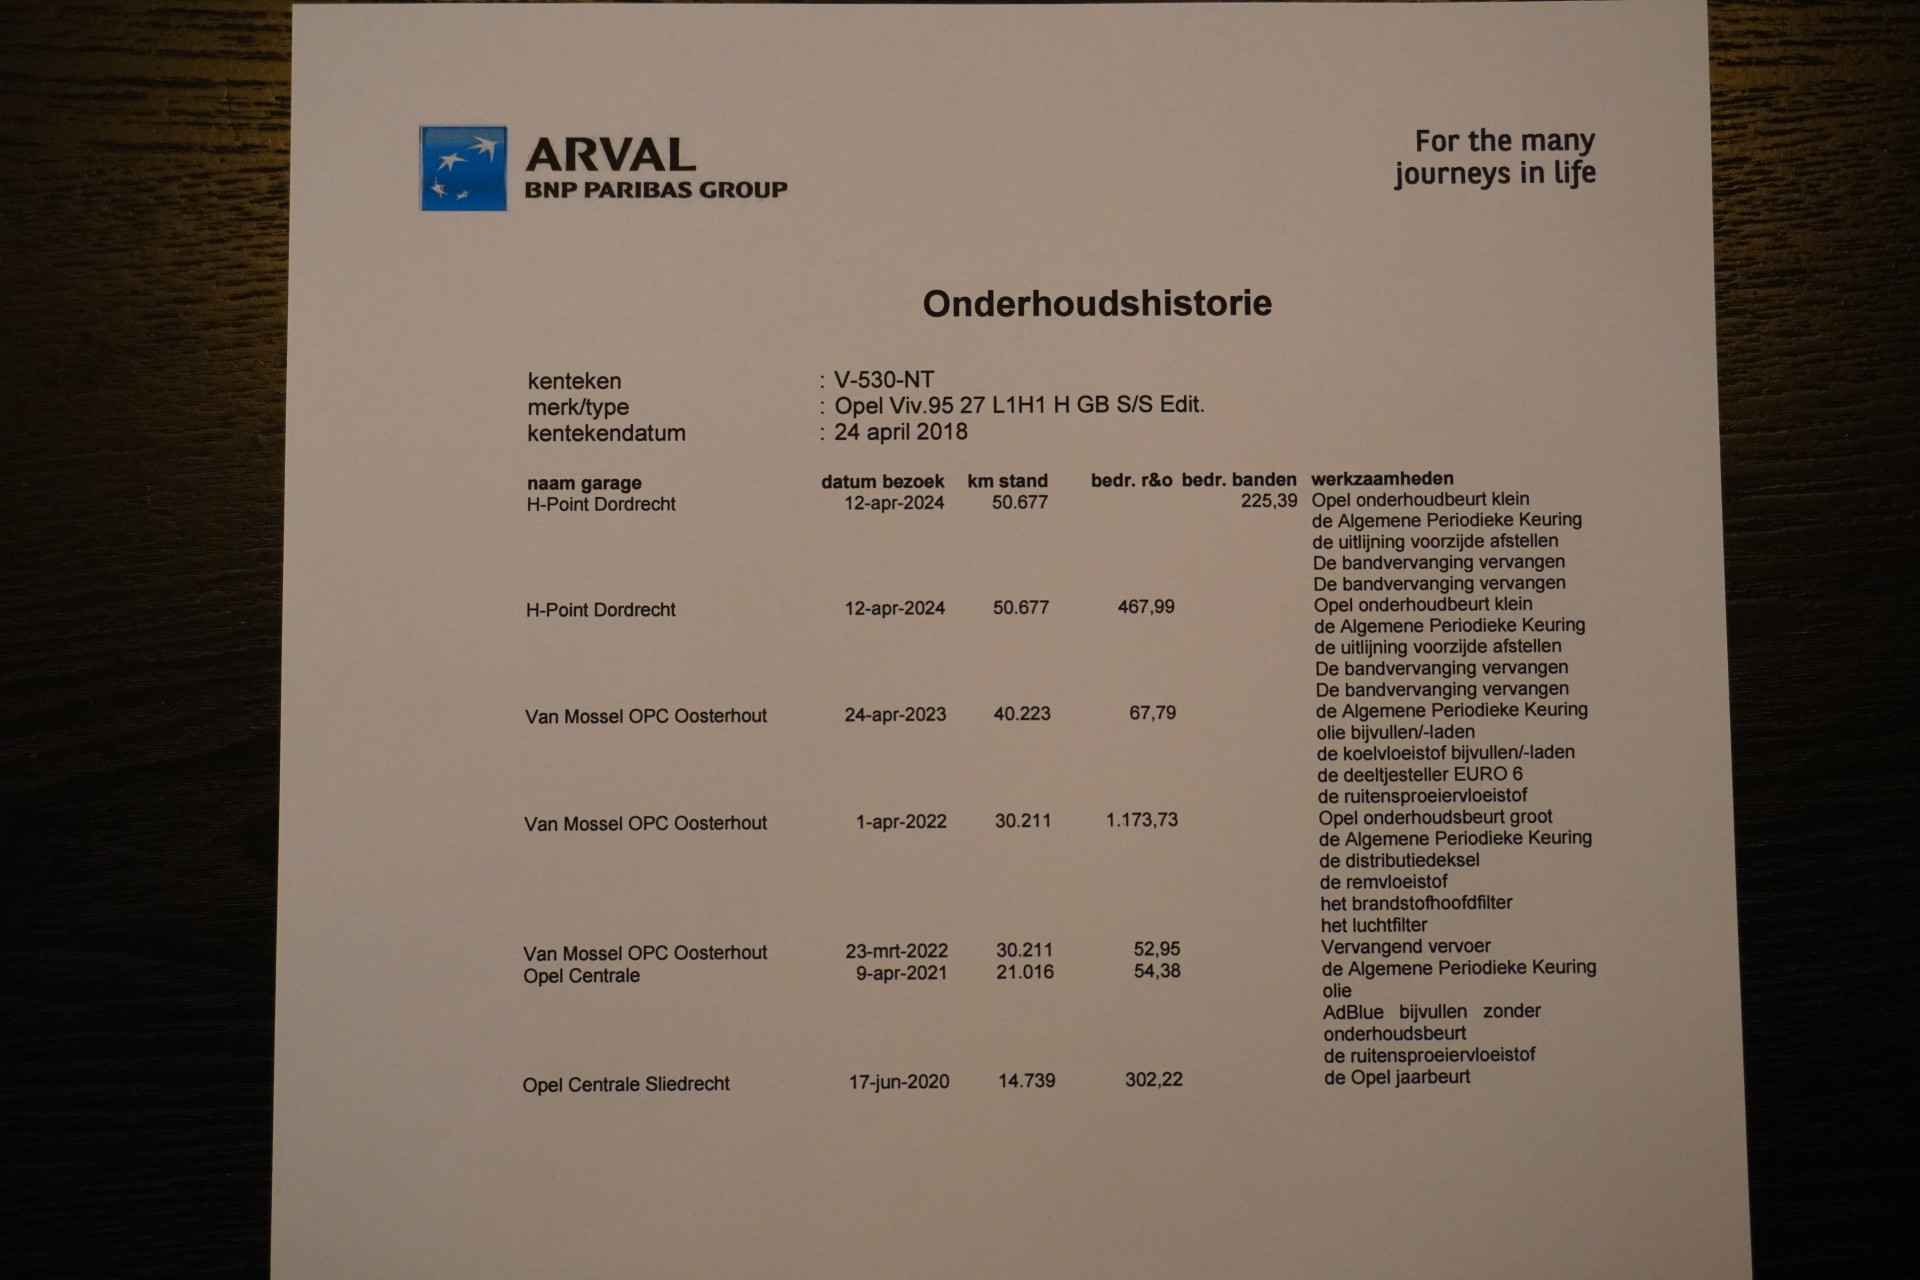 ARVAL
BNP PARIBAS GROUP
For the many
journeys in life
Onderhoudshistorie
kenteken : V-530-NT
merk/type : Opel Viv.95 27 L1H1 H GB S/S Edit.
kentekendatum : 24 april 2018
naam garage datum bezoek km stand bedr. r&o bedr. banden werkzaamheden
H-Point Dordrecht 12-apr-2024 50.677 225,39 Opel onderhoudbeurt klein
de Algemene Periodieke Keuring
de uitlijning voorzijde afstellen
De bandvervanging vervangen
De bandvervanging vervangen
H-Point Dordrecht 12-apr-2024 50.677 467,99 Opel onderhoudbeurt klein
de Algemene Periodieke Keuring
de uitlijning voorzijde afstellen
De bandvervanging vervangen
De bandvervanging vervangen
Van Mossel OPC Oosterhout 24-apr-2023 40.223 67,79 de Algemene Periodieke Keuring
olie bijvullen/-laden
de koelvloeistof bijvullen/-laden
de deeltjesteller EURO 6
de ruitensproeiervloeistof
Van Mossel OPC Oosterhout 1-apr-2022 30.211 1.173,73 Opel onderhoudsbeurt groot
de Algemene Periodieke Keuring
de distributiedeksel
de remvloeistof
het brandstofhoofdfilter
het luchtfilter
Van Mossel OPC Oosterhout 23-mrt-2022 30.211 52,95 Vervangend vervoer
Opel Centrale 9-apr-2021 21.016 54,38 de Algemene Periodieke Keuring
olie
AdBlue bijvullen zonder
onderhoudsbeurt
de ruitensproeiervloeistof
Opel Centrale Sliedrecht 17-jun-2020 14.739 302,22 de Opel jaarbeurt